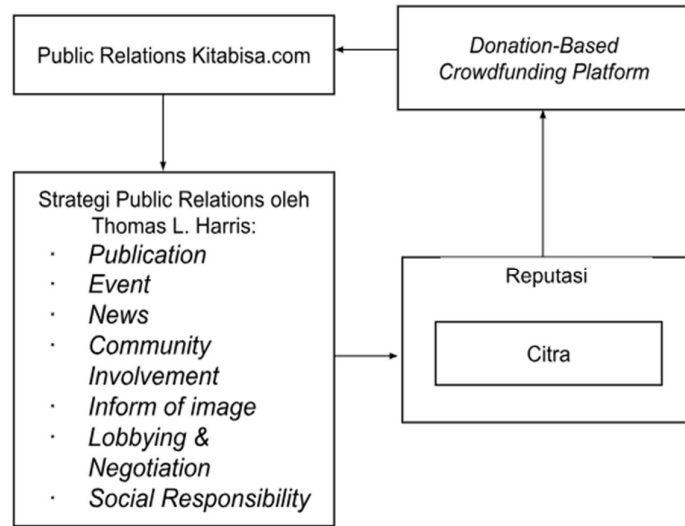 Public Relations Kitabisa.com
Donation-Based
Crowdfunding Platform
Strategi Public Relations oleh
Thomas L. Harris:
· Publication
· Event
· News
· Community
Involvement
· Inform of image
· Lobbying &
Negotiation
· Social Responsibility
Reputasi
Citra